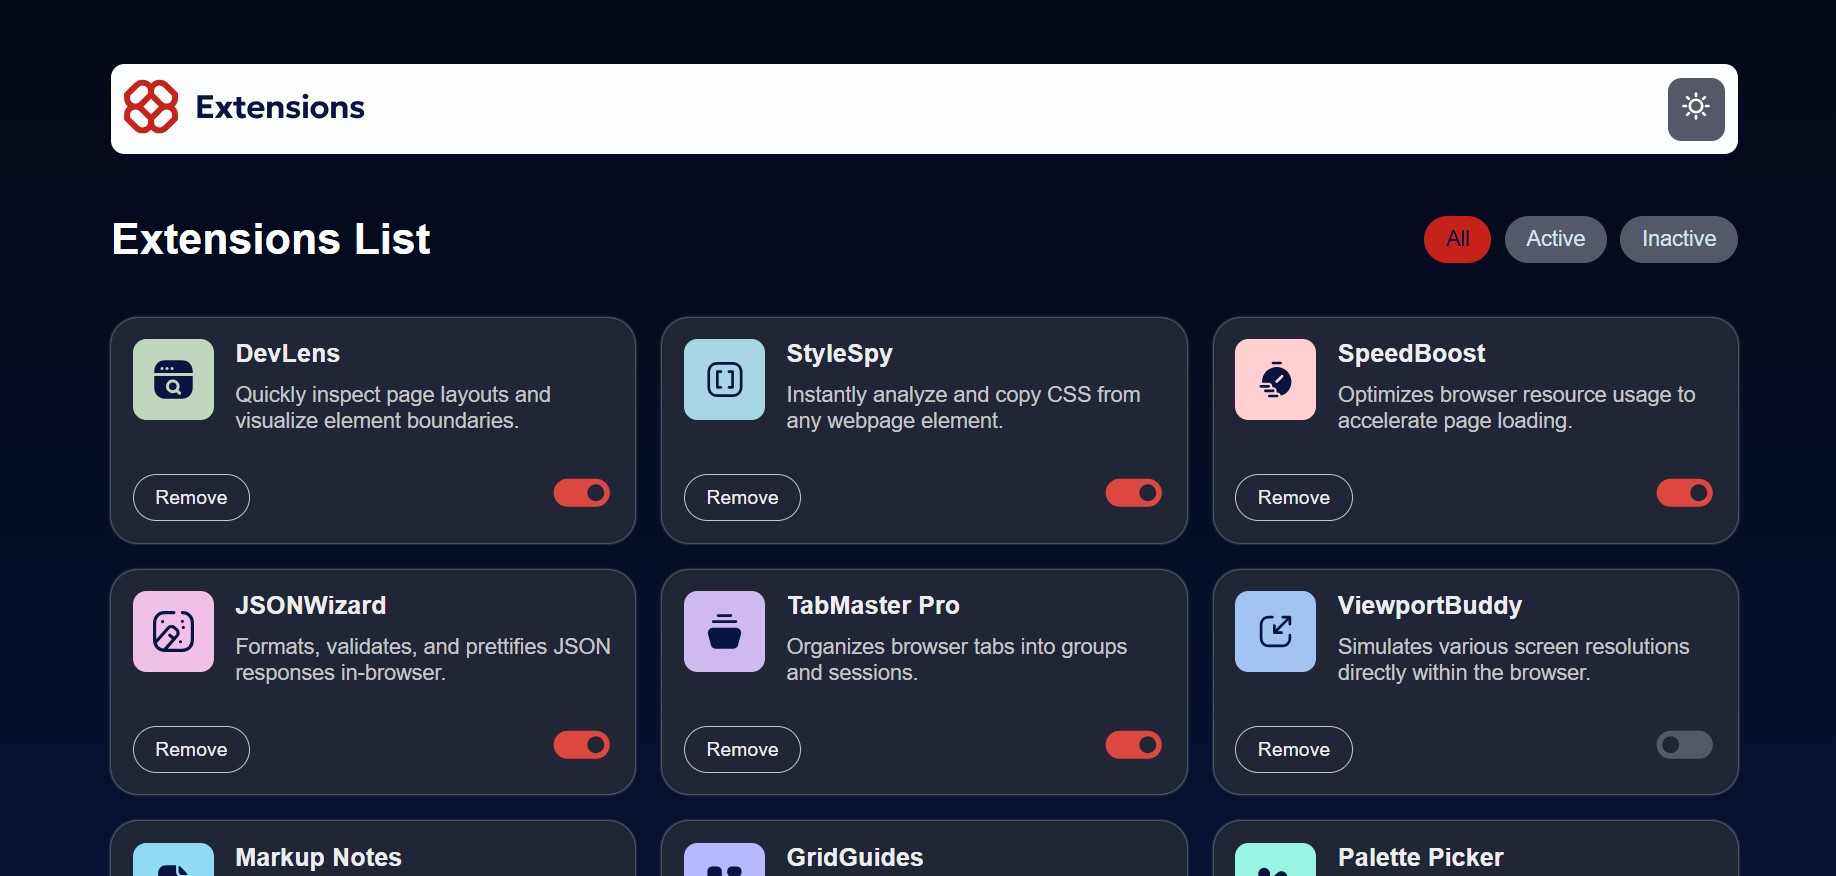 Extensions
Extensions List
All
Active
Inactive
DevLens
Quickly inspect page layouts and
visualize element boundaries.
Remove
StyleSpy
Instantly analyze and copy CSS from
any webpage element.
Remove
SpeedBoost
Optimizes browser resource usage to
accelerate page loading.
Remove
JSONWizard
Formats, validates, and prettifies JSON
responses in-browser.
Remove
TabMaster Pro
Organizes browser tabs into groups
and sessions.
Remove
ViewportBuddy
Simulates various screen resolutions
directly within the browser.
Remove
Markup Notes
GridGuides
Palette Picker